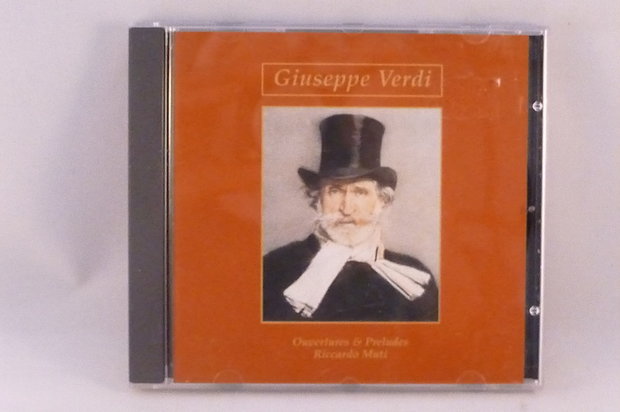 Giuseppe Verdi
Ouvertures & Preludes
Riccardo Muti